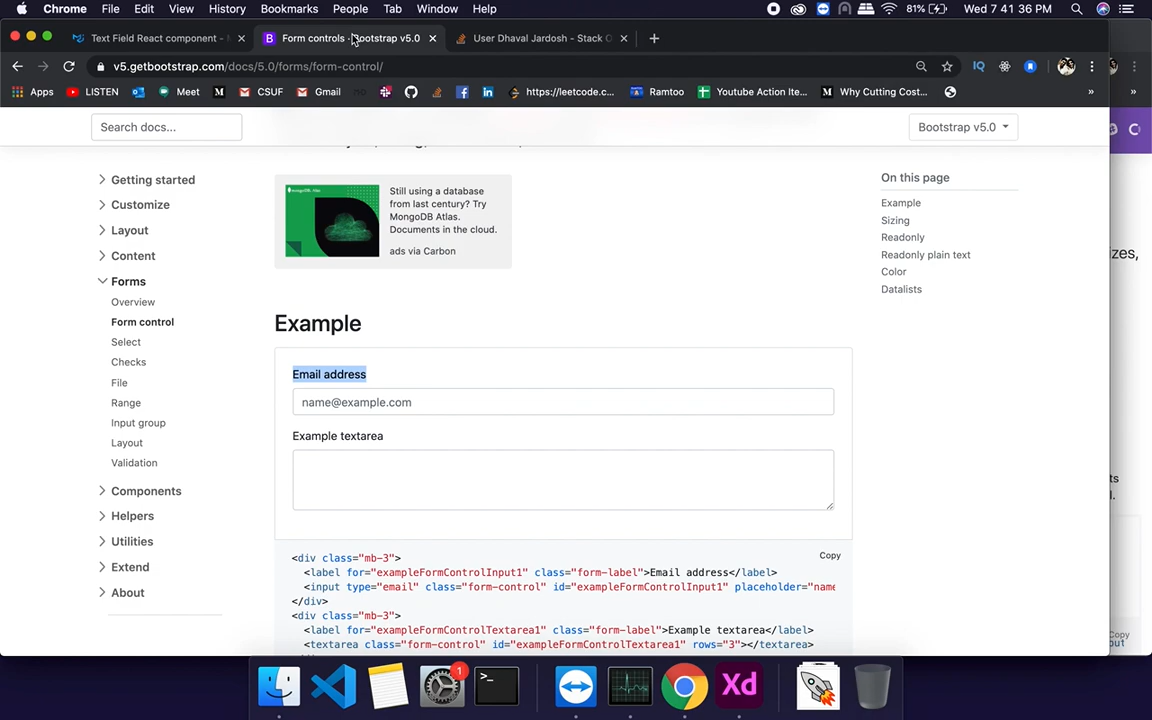 Chrome File Edit View History Bookmarks People Tab Window Help 81% Wed 7 41 36 PM
Text Field React component - Form controls · Bootstrap v5.0 User Dhaval Jardosh - Stack O
v5.getbootstrap.com/docs/5.0/forms/form-control/ IQ
Apps LISTEN Meet CSUF Gmail https://leetcode.c... Ramtoo Youtube Action Ite... Why Cutting Cost... » »
Search docs... Bootstrap v5.0
Getting started
Customize
Layout
Content
Forms
Overview
Form control
Select
Checks
File
Range
Input group
Layout
Validation
Components
Helpers
Utilities
Extend
About
Still using a database
from last century? Try
MongoDB Atlas.
Documents in the cloud.
ads via Carbon
Example
Email address
name@example.com
Example textarea
Copy
<div class="mb-3">
<label for="exampleFormControlInput1" class="form-label">Email address</label>
<input type="email" class="form-control" id="exampleFormControlInput1" placeholder="name
</div>
<div class="mb-3">
<label for="exampleFormControlTextarea1" class="form-label">Example textarea</label>
<textarea class="form-control" id="exampleFormControlTextarea1" rows="3"></textarea>
On this page
Example
Sizing
Readonly
Readonly plain text
Color
Datalists
izes,
ts
.
Copy
out
1
>_
Xd